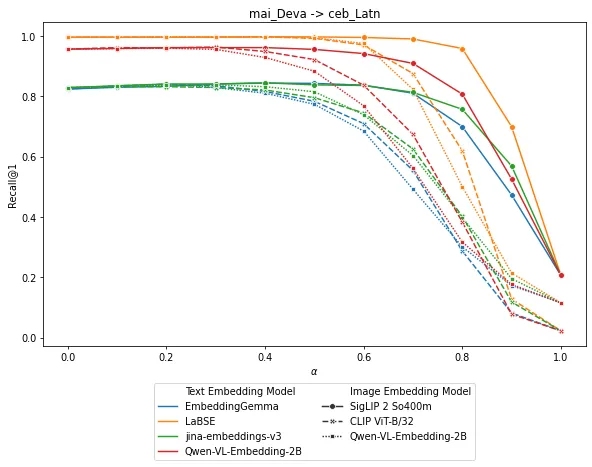 mai_Deva -> ceb_Latn
1.0
0.8
0.6
0.4
0.2
0.0
Recall@1
0.0 0.2 0.4 0.6 0.8 1.0
α
Text Embedding Model Image Embedding Model
EmbeddingGemma SigLIP 2 So400m
LaBSE CLIP ViT-B/32
jina-embeddings-v3 Qwen-VL-Embedding-2B
Qwen-VL-Embedding-2B